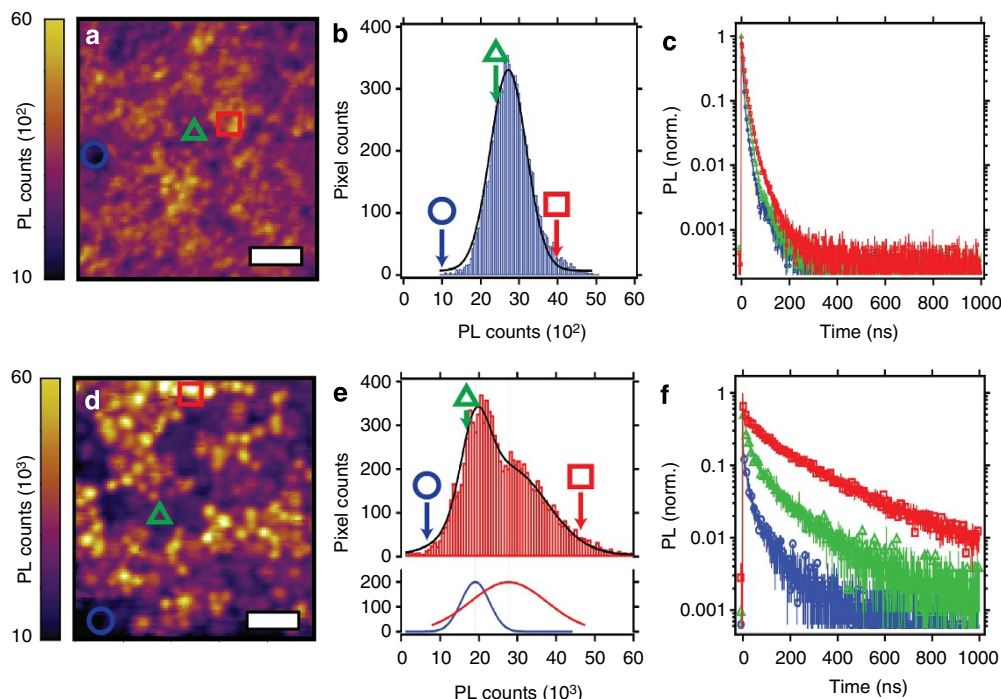 60
PL counts (10²)
10
a
b
400
300
200
100
0
Pixel counts
0 10 20 30 40 50 60
PL counts (10²)
c
1
0.1
0.01
0.001
PL (norm.)
0 200 400 600 800 1000
Time (ns)
60
PL counts (10³)
10
d
e
400
300
200
100
0
Pixel counts
200
100
0
0 10 20 30 40 50 60
PL counts (10³)
f
1
0.1
0.01
0.001
PL (norm.)
0 200 400 600 800 1000
Time (ns)